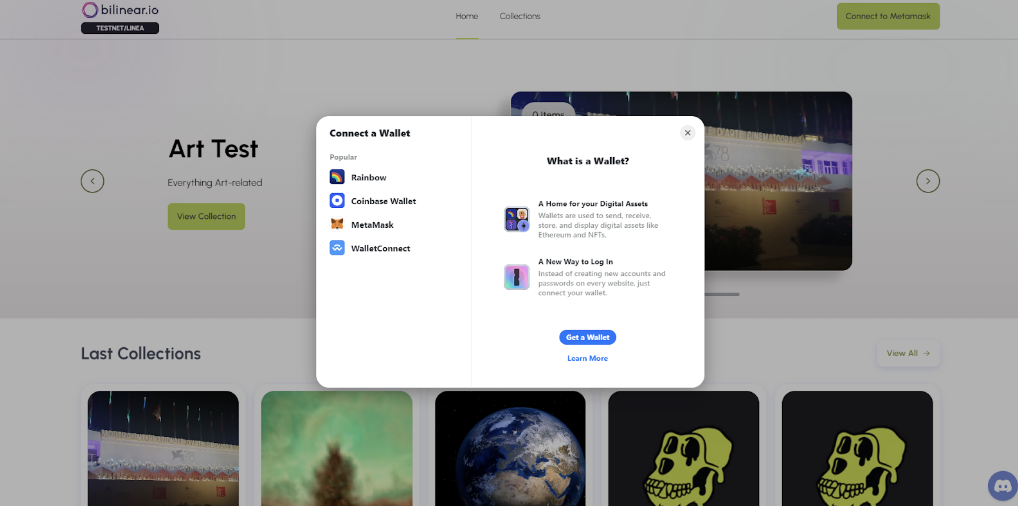 bilinear.io
TESTNET/LINEA
Home
Collections
Connect to Metamask
0 Items
Art Test
Everything Art-related
View Collection
Connect a Wallet
Popular
Rainbow
Coinbase Wallet
MetaMask
WalletConnect
What is a Wallet?
A Home for your Digital Assets
Wallets are used to send, receive,
store, and display digital assets like
Ethereum and NFTs.
A New Way to Log In
Instead of creating new accounts and
passwords on every website, just
connect your wallet.
Get a Wallet
Learn More
Last Collections
View All